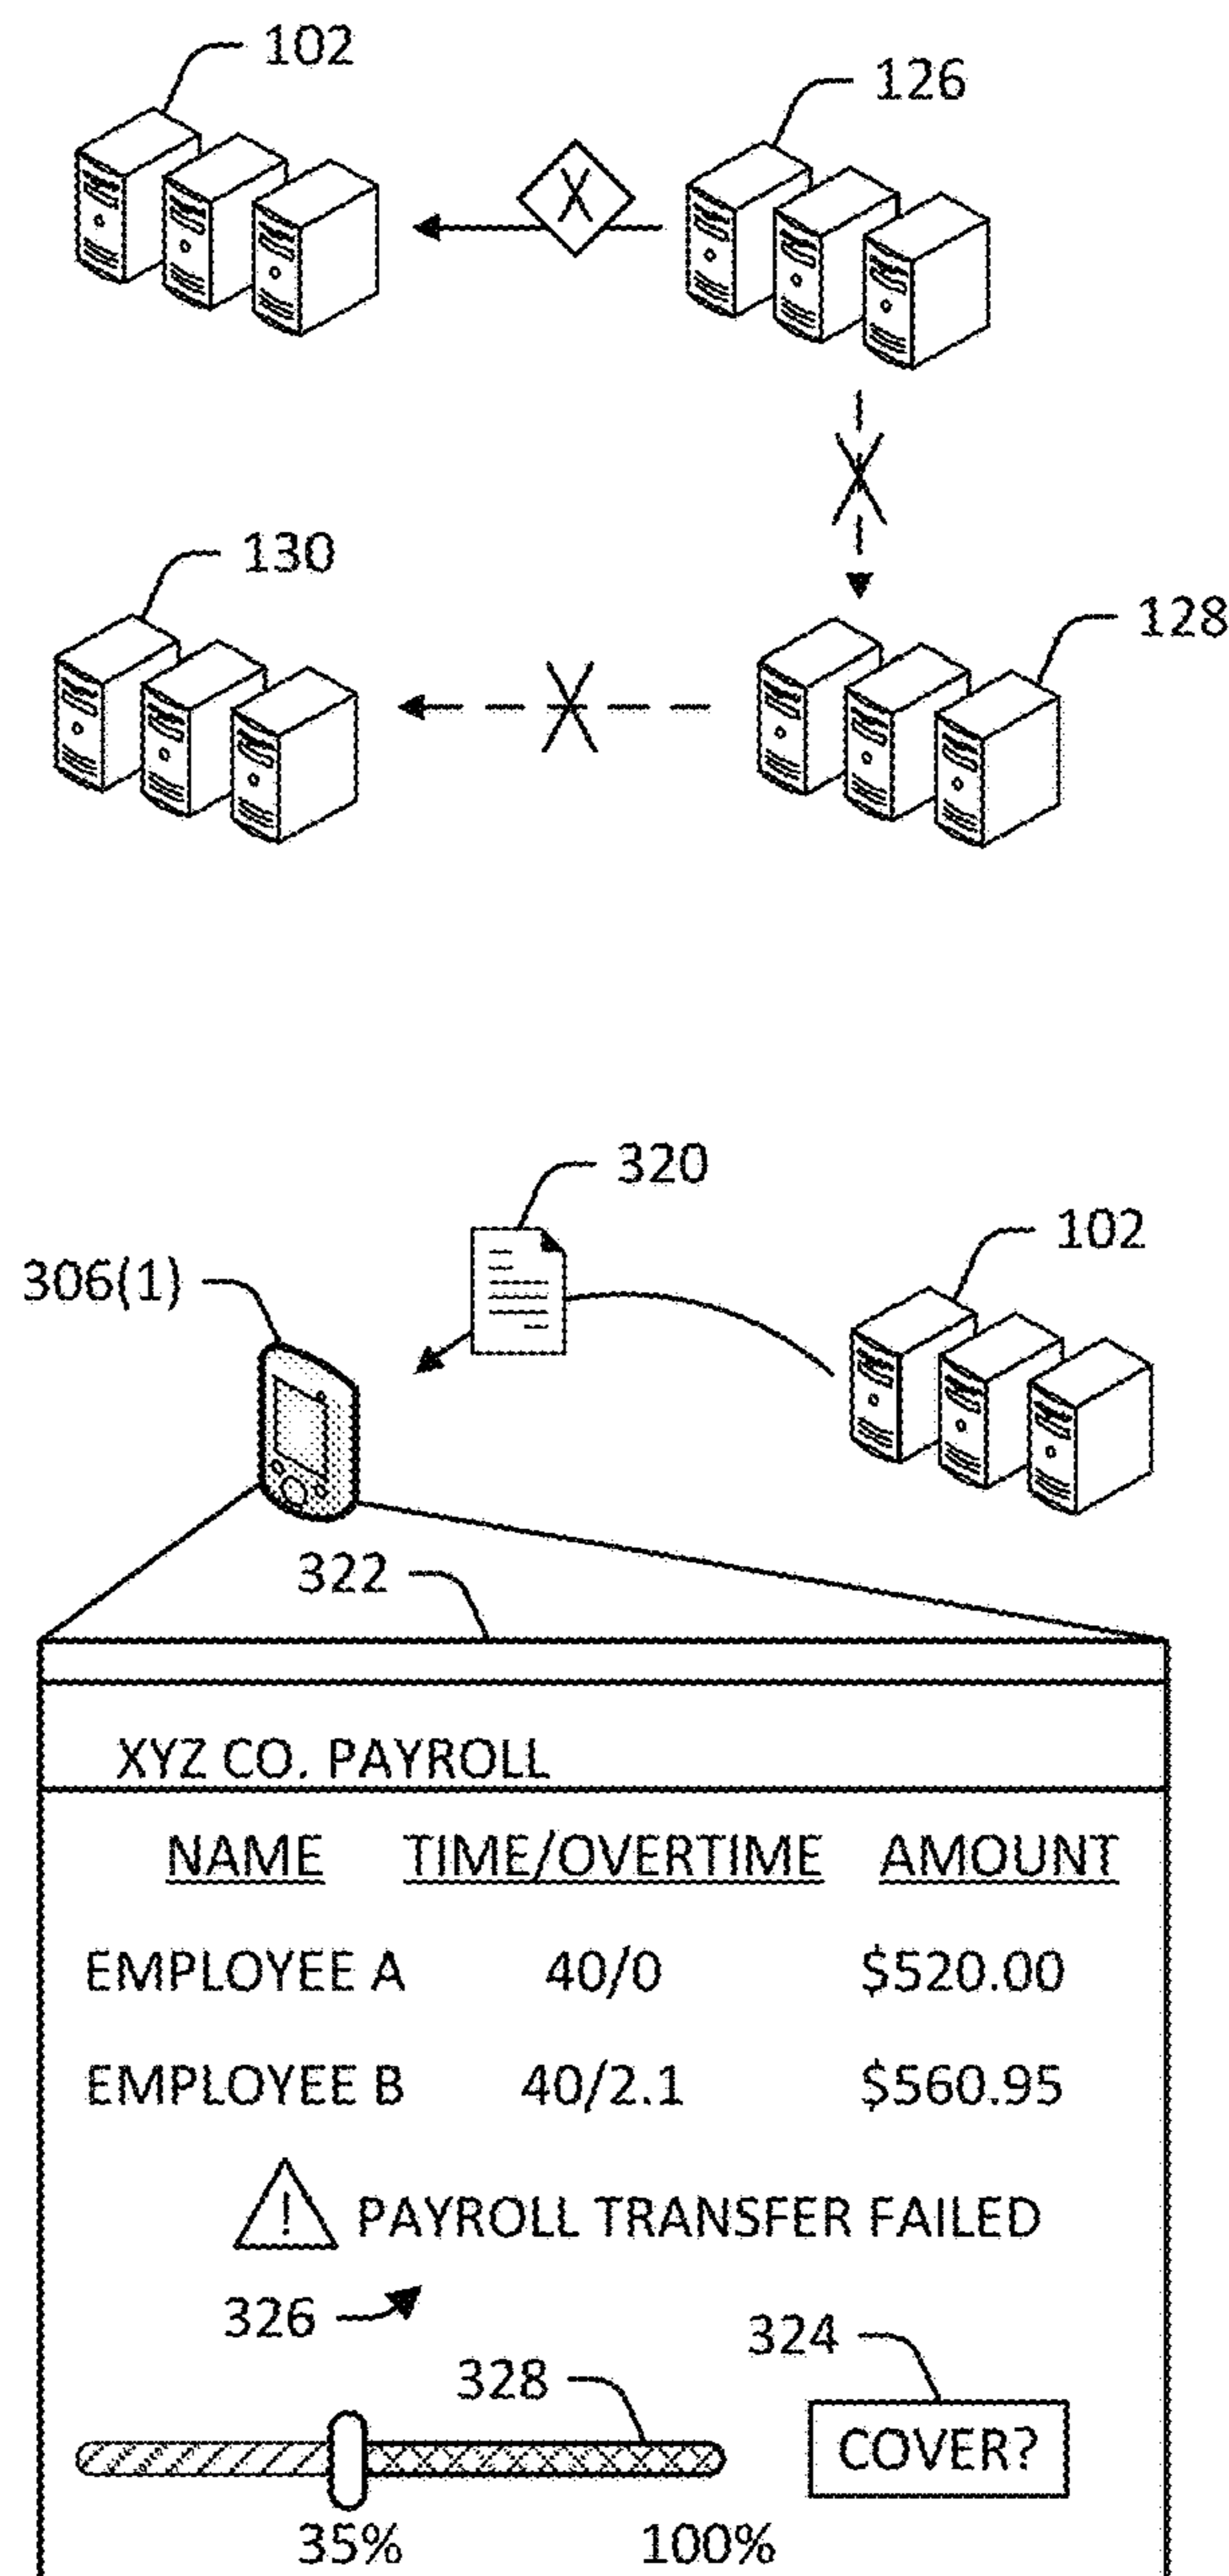 102
126
X
X
130
128
X
320
102
306(1)
322
XYZ CO. PAYROLL
NAME TIME/OVERTIME AMOUNT
EMPLOYEE A 40/0 $520.00
EMPLOYEE B 40/2.1 $560.95
! PAYROLL TRANSFER FAILED
326
324
328
COVER?
35% 100%